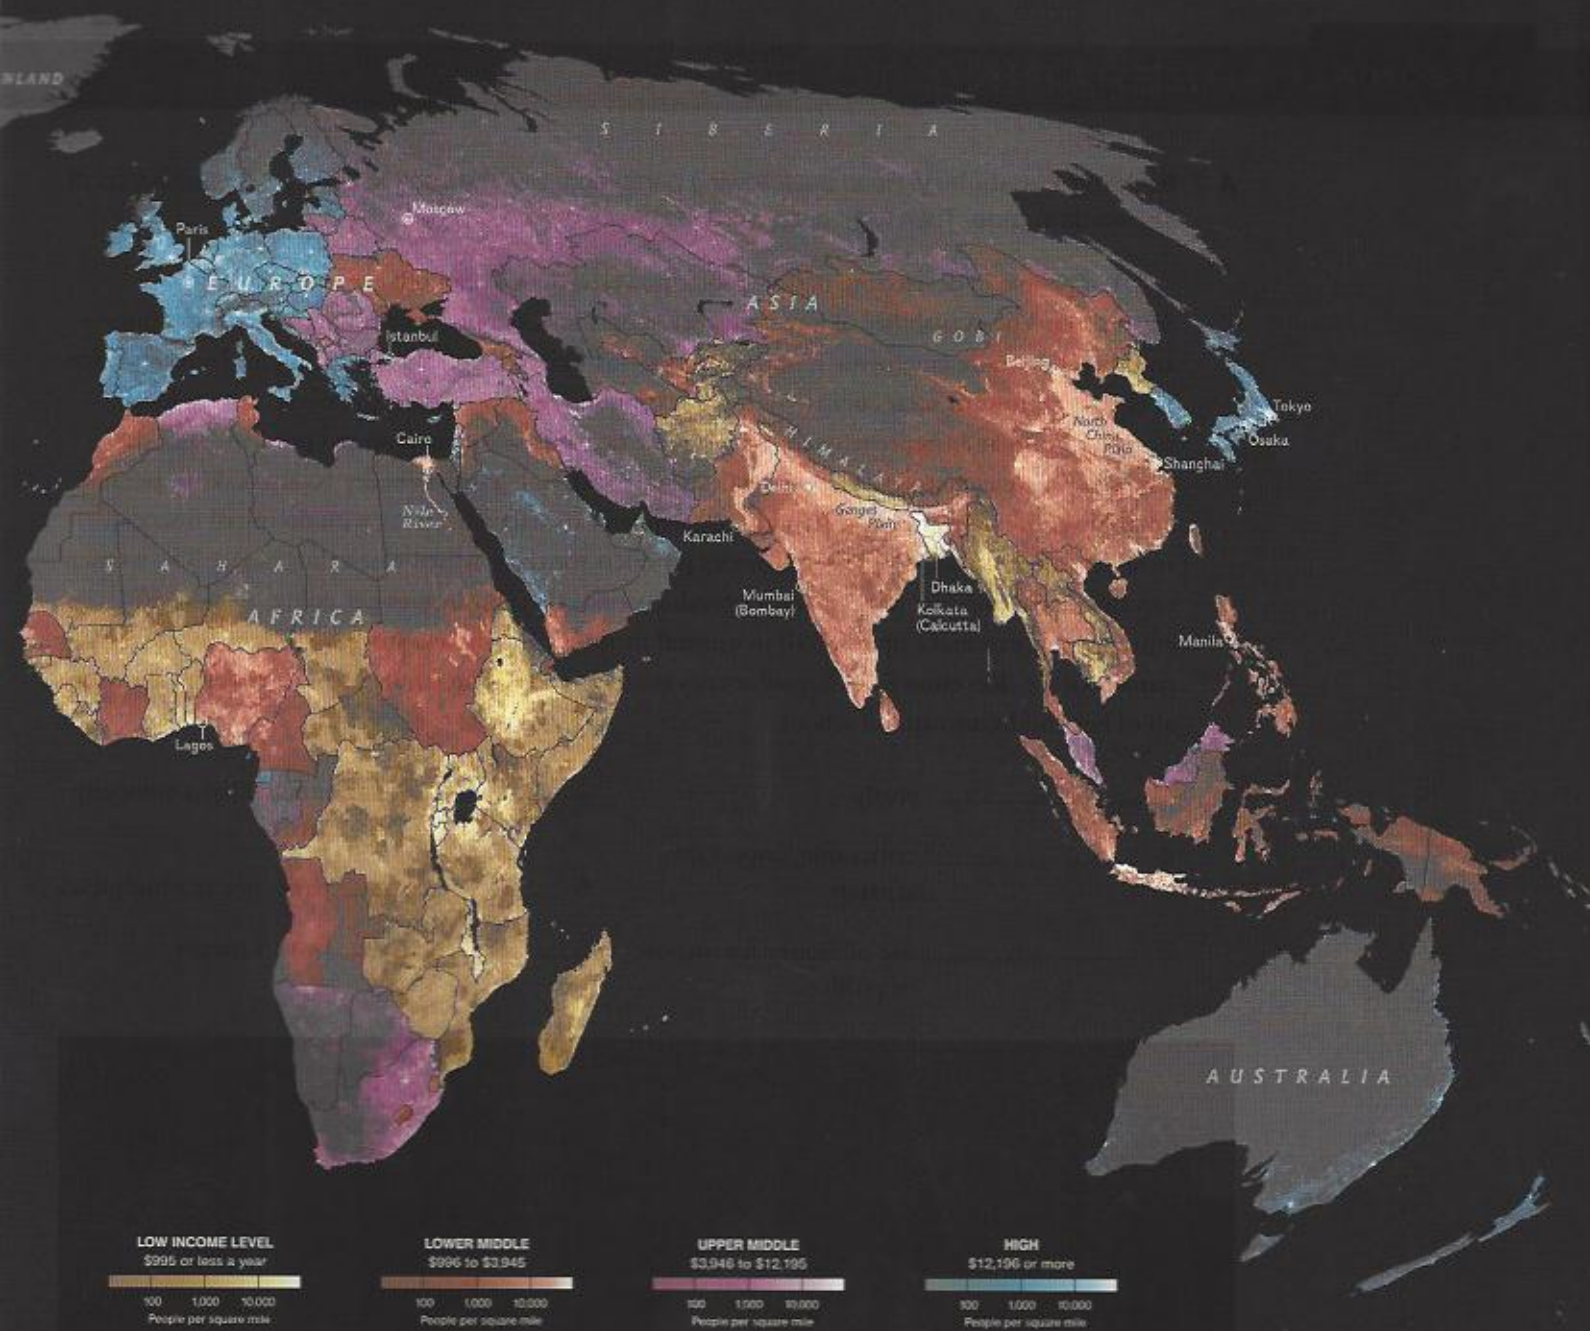 NLAND
S I B E R I A
Moscow
Paris
EUROPE
ASIA
GOBI
Istanbul
Beijing
Tokyo
Osaka
North
China
Plain
Shanghai
Cairo
HIMALAYA
Delhi
Ganges
Plain
Nile
River
Karachi
S A H A R A
Dhaka
Mumbai
(Bombay)
Kolkata
(Calcutta)
AFRICA
Manila
Lagos
AUSTRALIA
LOW INCOME LEVEL
$995 or less a year
100 1,000 10,000
People per square mile
LOWER MIDDLE
$996 to $3,945
100 1,000 10,000
People per square mile
UPPER MIDDLE
$3,946 to $12,195
100 1,000 10,000
People per square mile
HIGH
$12,196 or more
100 1,000 10,000
People per square mile